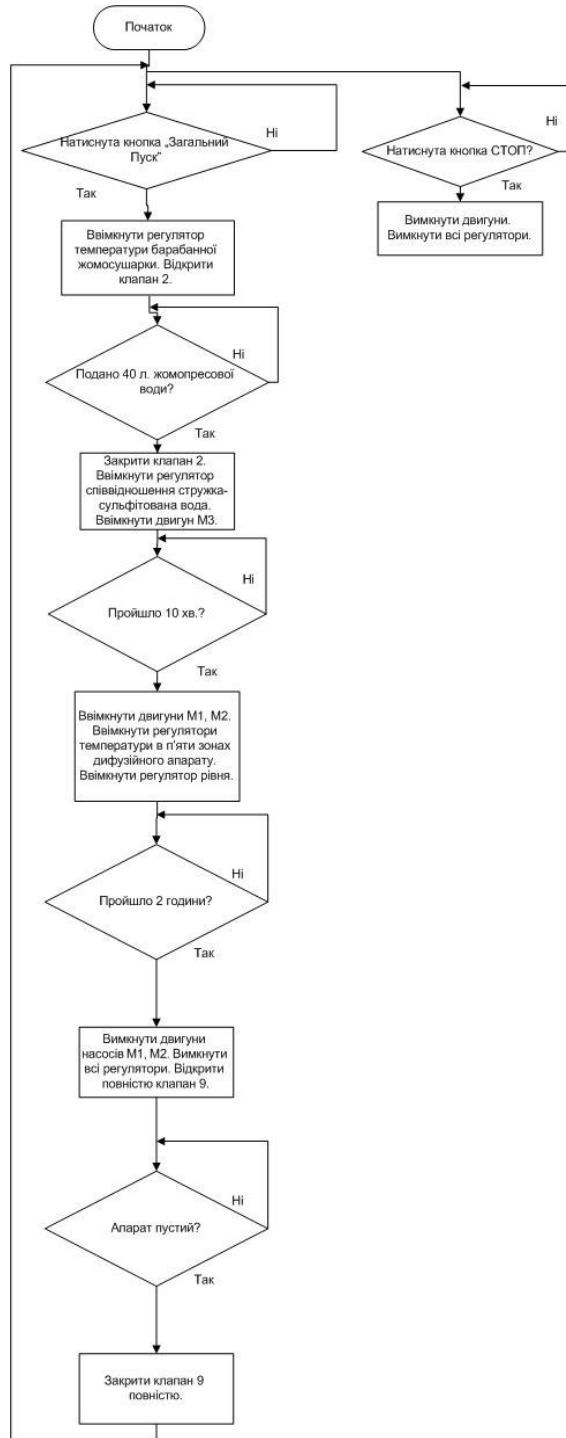 Початок
Натиснута кнопка „Загальний
Пуск"
Ні
Так
Натиснута кнопка СТОП?
Ні
Так
Вимкнути двигуни.
Вимкнути всі регулятори.
Ввімкнути регулятор
температури барабанної
жомосушарки. Відкрити
клапан 2.
Подано 40 л. жомопресової
води?
Ні
Так
Закрити клапан 2.
Ввімкнути регулятор
співвідношення стружка-
сульфітована вода.
Ввімкнути двигун М3.
Ні
Пройшло 10 хв.?
Так
Ввімкнути двигуни М1, М2.
Ввімкнути регулятори
температури в п'яти зонах
дифузійного апарату.
Ввімкнути регулятор рівня.
Ні
Пройшло 2 години?
Так
Вимкнути двигуни
насосів М1, М2. Вимкнути
всі регулятори. Відкрити
повністю клапан 9.
Ні
Апарат пустий?
Так
Закрити клапан 9
повністю.